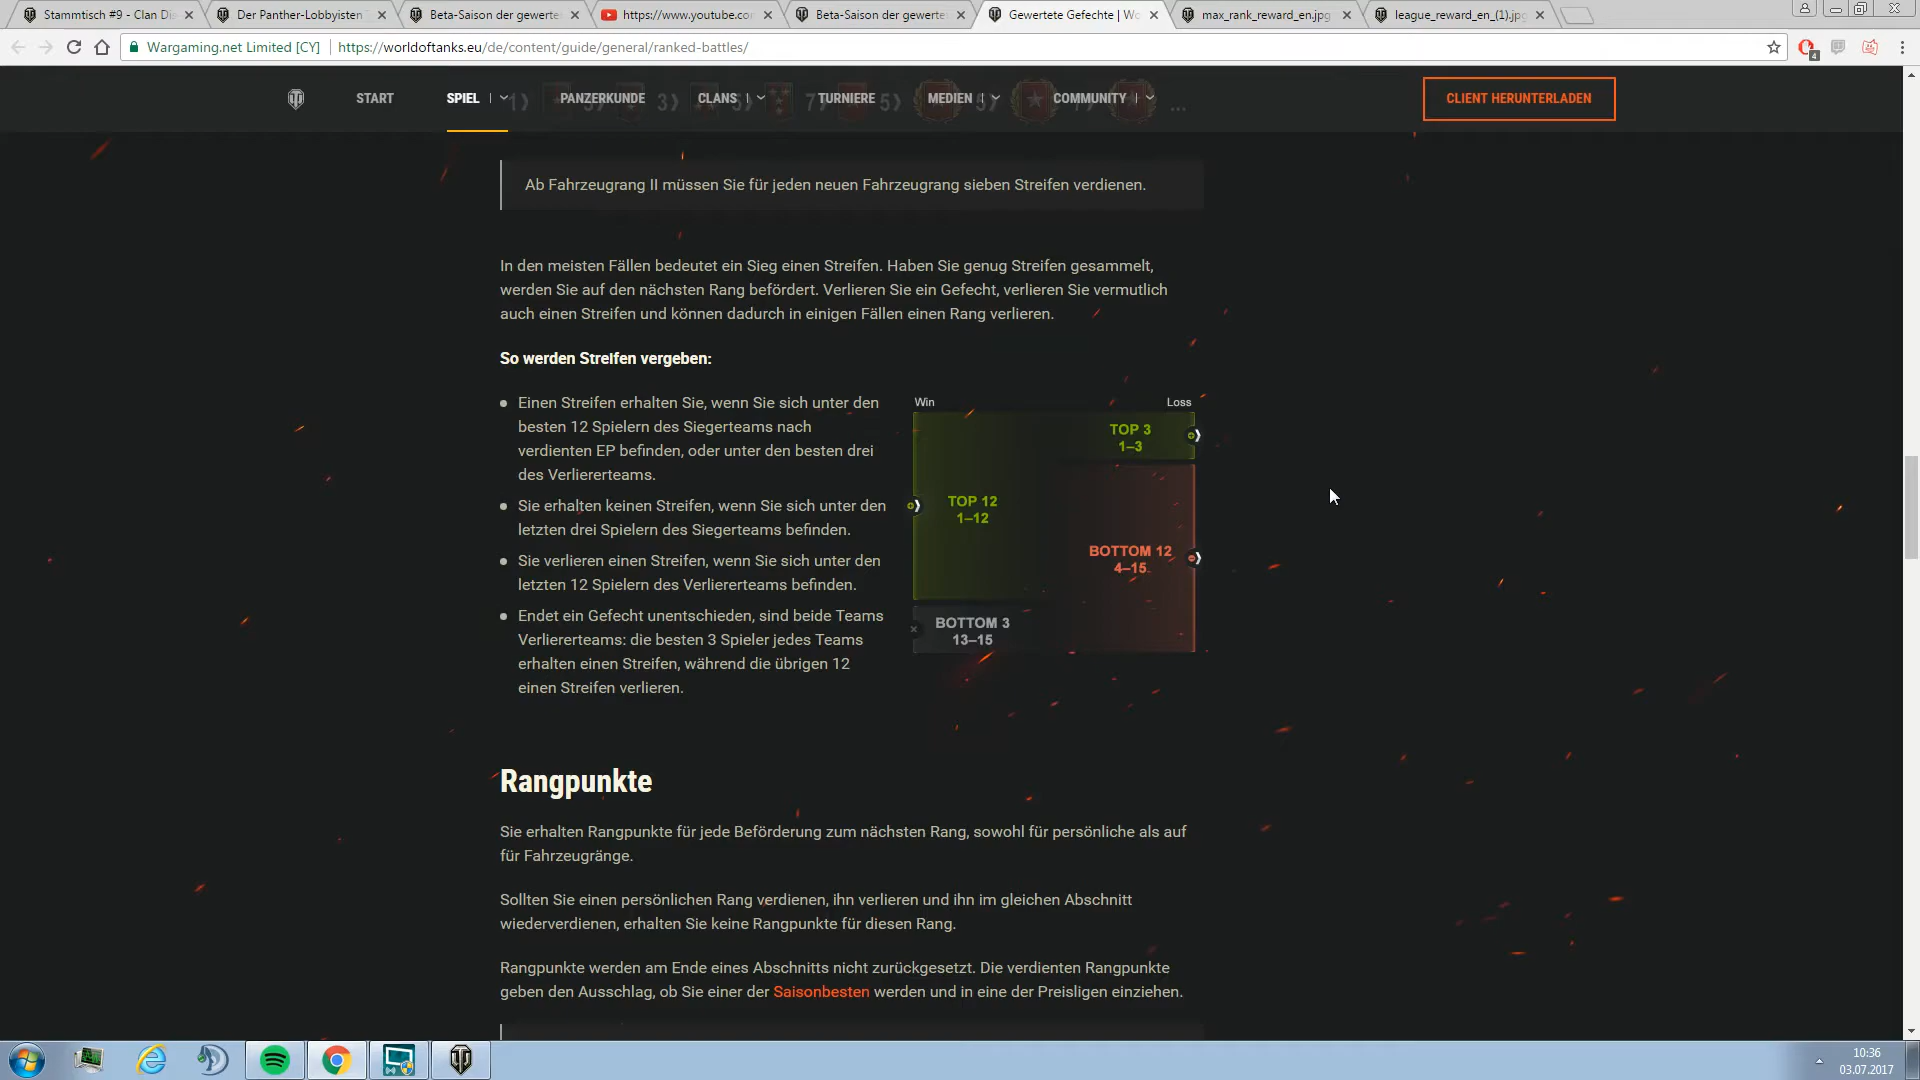 Stammtisch #9 - Clan Di
Der Panther-Lobbyisten
Beta-Saison der gewerte
https://www.youtube.co
Beta-Saison der gewerte
Gewertete Gefechte | Wo
max_rank_reward_en.jpg
league_reward_en_(1).jp
Wargaming.net Limited [CY]
https://worldoftanks.eu/de/content/guide/general/ranked-battles/
4
START
SPIEL
PANZERKUNDE
CLANS
TURNIERE
MEDIEN
COMMUNITY
CLIENT HERUNTERLADEN
Ab Fahrzeugrang II müssen Sie für jeden neuen Fahrzeugrang sieben Streifen verdienen.
In den meisten Fällen bedeutet ein Sieg einen Streifen. Haben Sie genug Streifen gesammelt,
werden Sie auf den nächsten Rang befördert. Verlieren Sie ein Gefecht, verlieren Sie vermutlich
auch einen Streifen und können dadurch in einigen Fällen einen Rang verlieren.
So werden Streifen vergeben:
Einen Streifen erhalten Sie, wenn Sie sich unter den
besten 12 Spielern des Siegerteams nach
verdienten EP befinden, oder unter den besten drei
des Verliererteams.
Sie erhalten keinen Streifen, wenn Sie sich unter den
letzten drei Spielern des Siegerteams befinden.
Sie verlieren einen Streifen, wenn Sie sich unter den
letzten 12 Spielern des Verliererteams befinden.
Endet ein Gefecht unentschieden, sind beide Teams
Verliererteams: die besten 3 Spieler jedes Teams
erhalten einen Streifen, während die übrigen 12
einen Streifen verlieren.
Win
Loss
TOP 3
1–3
TOP 12
1–12
BOTTOM 12
4–15
BOTTOM 3
13–15
Rangpunkte
Sie erhalten Rangpunkte für jede Beförderung zum nächsten Rang, sowohl für persönliche als auf
für Fahrzeugränge.
Sollten Sie einen persönlichen Rang verdienen, ihn verlieren und ihn im gleichen Abschnitt
wiederverdienen, erhalten Sie keine Rangpunkte für diesen Rang.
Rangpunkte werden am Ende eines Abschnitts nicht zurückgesetzt. Die verdienten Rangpunkte
geben den Ausschlag, ob Sie einer der Saisonbesten werden und in eine der Preisligen einziehen.
10:36
03.07.2017